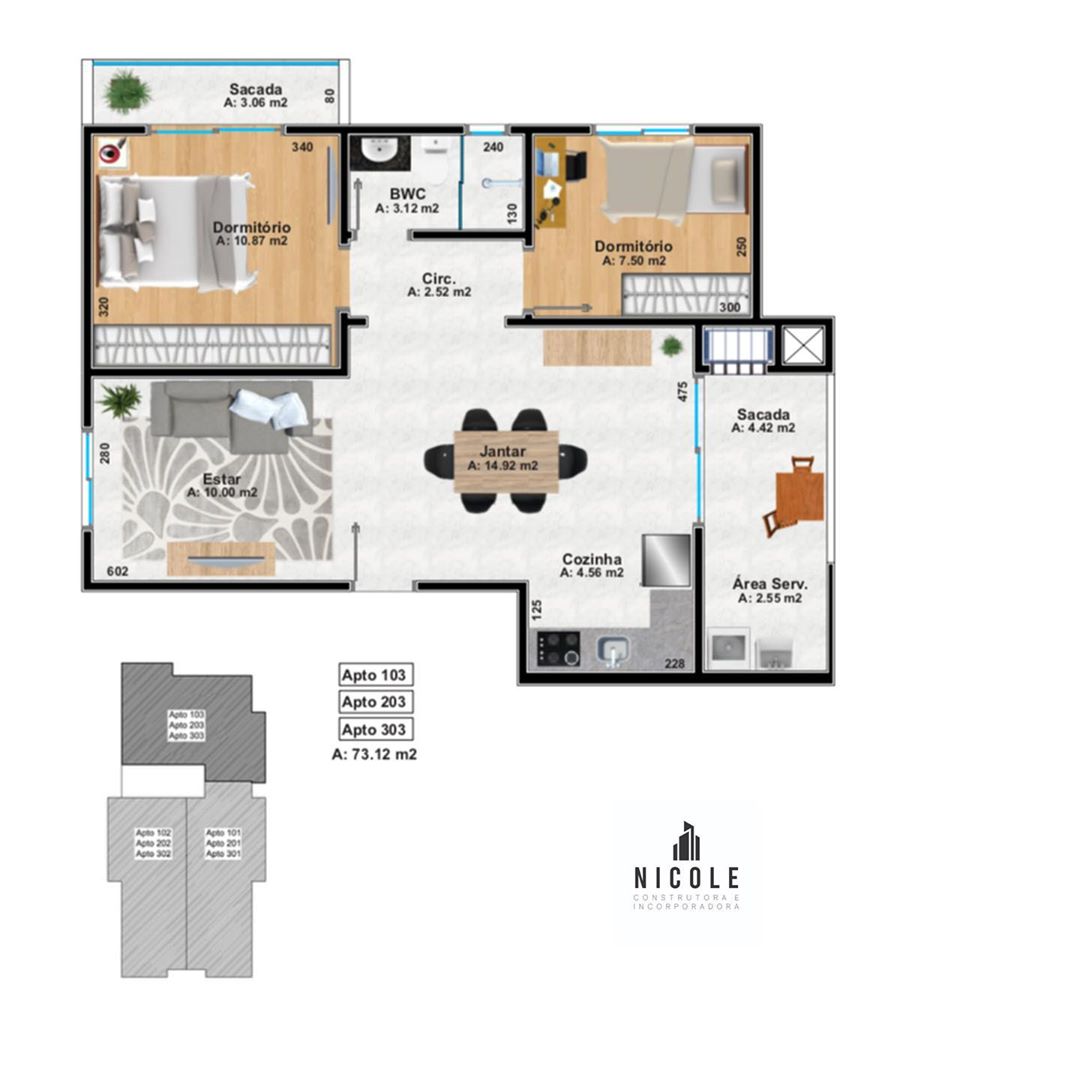 Sacada
A: 3.06 m2
80
340
240
BWC
A: 3.12 m2
130
Dormitório
A: 10.87 m2
320
Dormitório
A: 7.50 m2
250
300
Circ.
A: 2.52 m2
475
Sacada
A: 4.42 m2
280
Estar
A: 10.00 m2
602
Jantar
A: 14.92 m2
Cozinha
A: 4.56 m2
125
228
Área Serv.
A: 2.55 m2
Apto 103
Apto 203
Apto 303
A: 73.12 m2
Apto 103
Apto 203
Apto 303
Apto 102
Apto 202
Apto 302
Apto 101
Apto 201
Apto 301
NICOLE
CONSTRUTORA E
INCORPORADORA